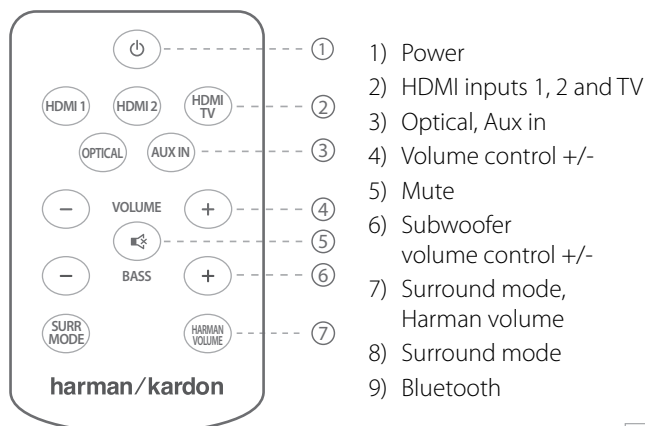 ①
HDMI 1 HDMI 2 HDMI TV ②
OPTICAL AUX IN ③
− VOLUME + ④
⑤
− BASS + ⑥
SURR MODE HARMAN VOLUME ⑦
harman/kardon
1) Power
2) HDMI inputs 1, 2 and TV
3) Optical, Aux in
4) Volume control +/-
5) Mute
6) Subwoofer
volume control +/-
7) Surround mode,
Harman volume
8) Surround mode
9) Bluetooth